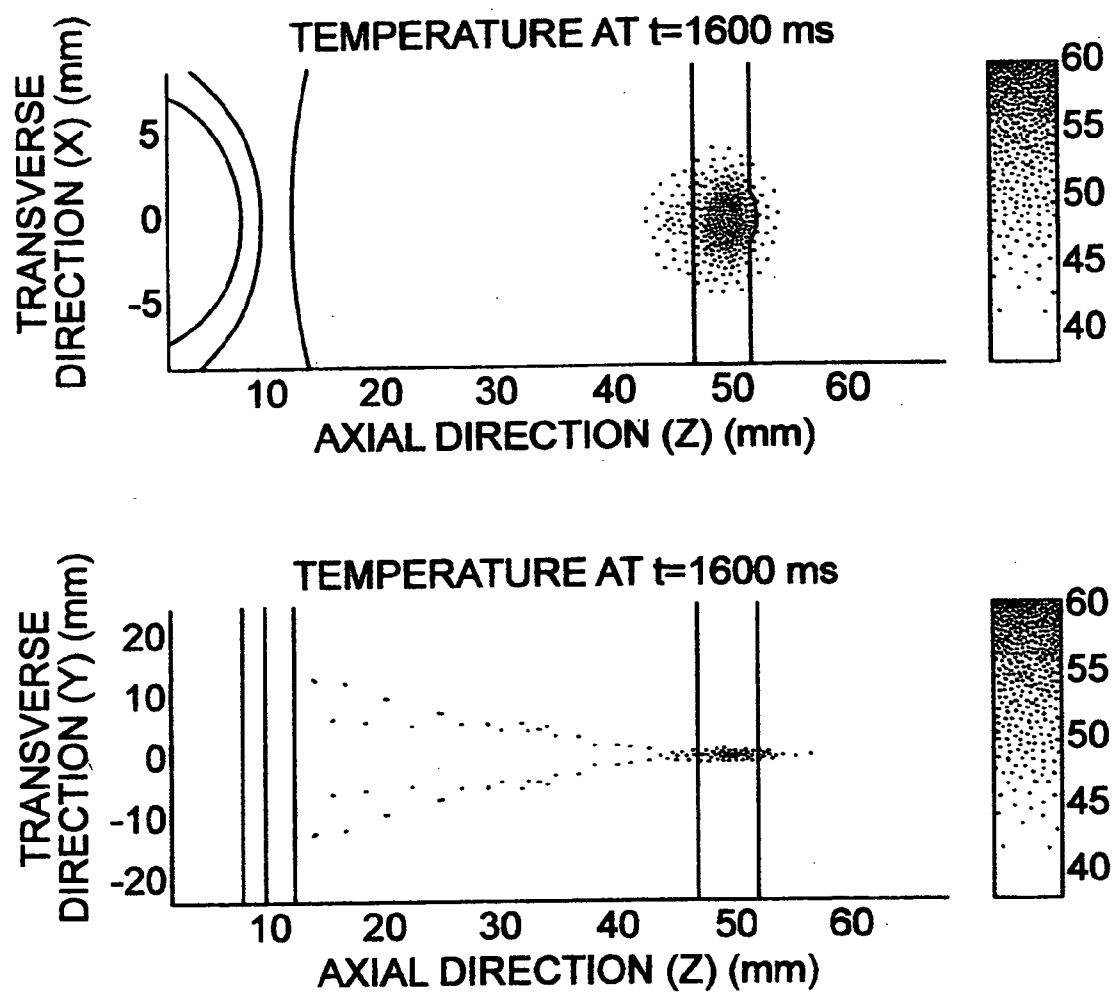 TEMPERATURE AT t=1600 ms
TRANSVERSE
DIRECTION (X) (mm)
5
0
-5
10 20 30 40 50 60
AXIAL DIRECTION (Z) (mm)
60
55
50
45
40
TEMPERATURE AT t=1600 ms
TRANSVERSE
DIRECTION (Y) (mm)
20
10
0
-10
-20
10 20 30 40 50 60
AXIAL DIRECTION (Z) (mm)
60
55
50
45
40